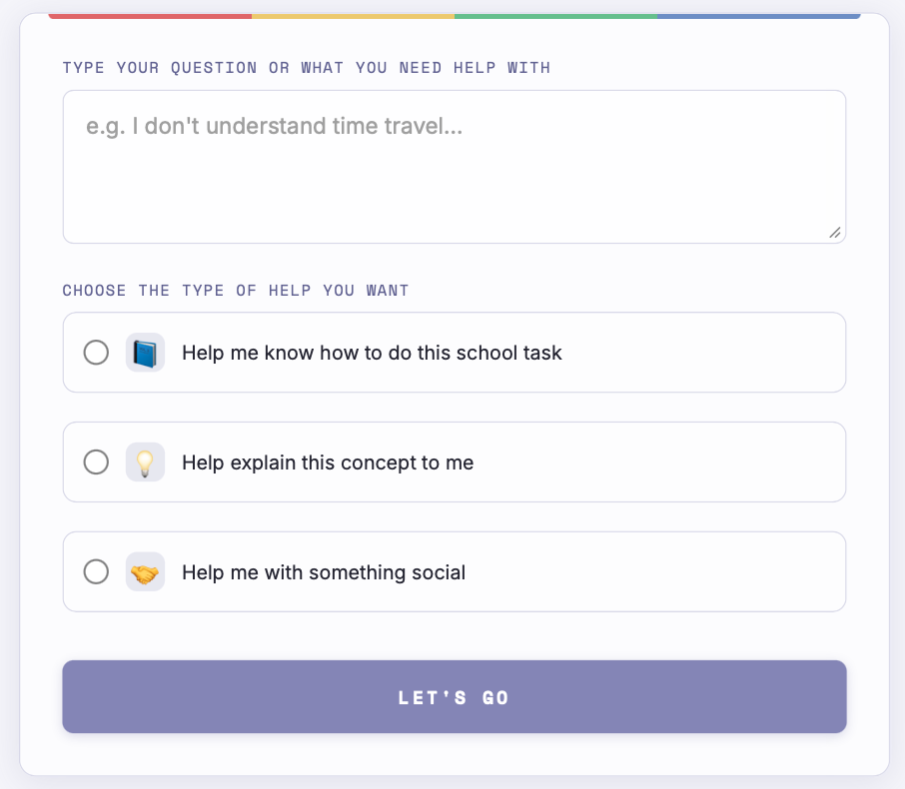 TYPE YOUR QUESTION OR WHAT YOU NEED HELP WITH
e.g. I don't understand time travel...
CHOOSE THE TYPE OF HELP YOU WANT
Help me know how to do this school task
Help explain this concept to me
Help me with something social
LET'S GO